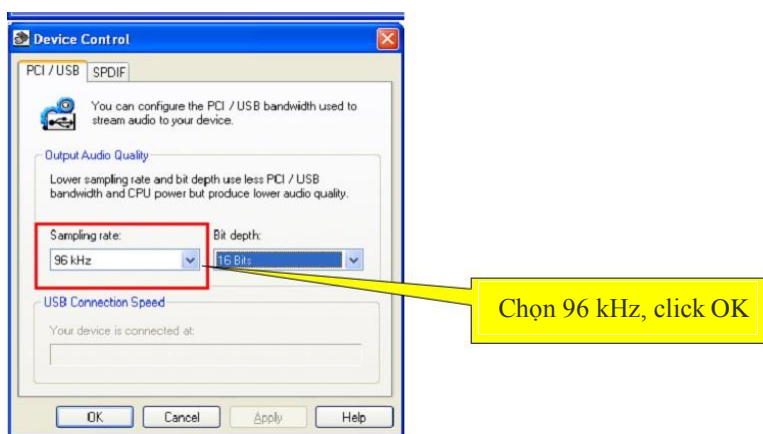 Device Control
PCI / USB SPDIF
You can configure the PCI / USB bandwidth used to
stream audio to your device.
Output Audio Quality
Lower sampling rate and bit depth use less PCI / USB
bandwidth and CPU power but produce lower audio quality.
Sampling rate: Bit depth:
96 kHz 16 Bits
Chọn 96 kHz, click OK
USB Connection Speed
Your device is connected at:
OK Cancel Apply Help